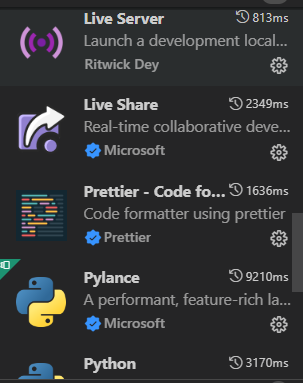 Live Server 813ms
Launch a development local...
Ritwick Dey
Live Share 2349ms
Real-time collaborative deve...
Microsoft
Prettier - Code fo... 1636ms
Code formatter using prettier
Prettier
Pylance 9210ms
A performant, feature-rich la...
Microsoft
Python 3170ms